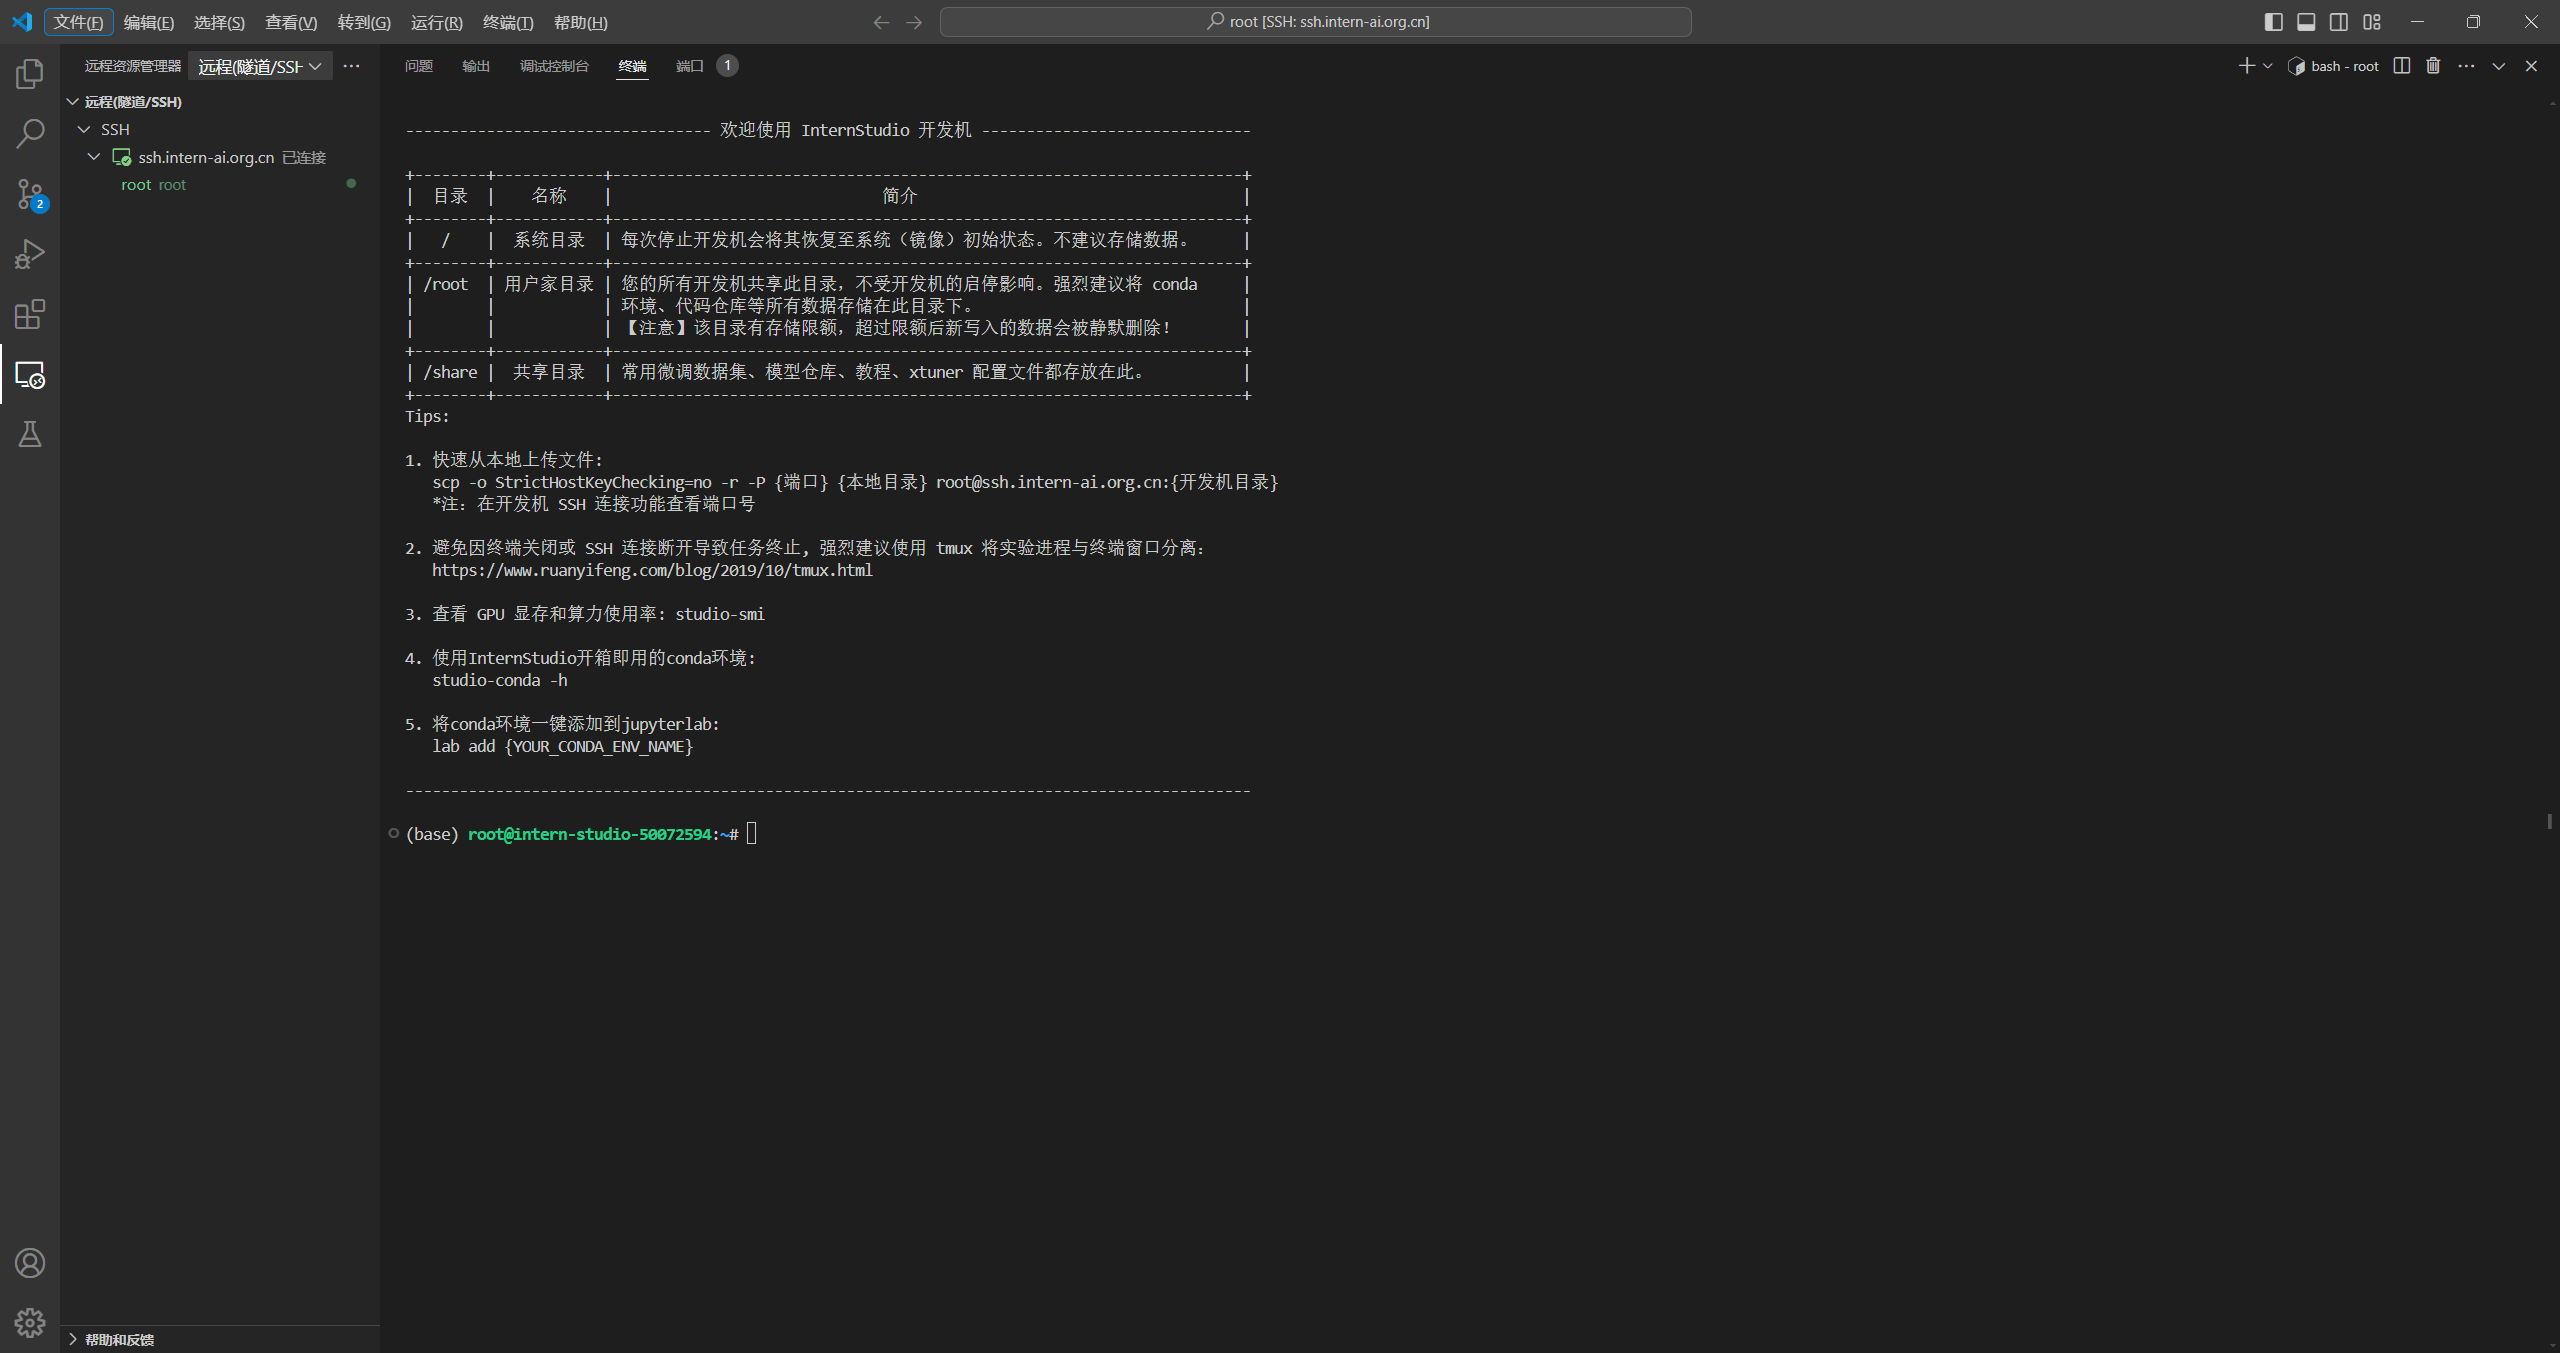 文件(F) 编辑(E) 选择(S) 查看(V) 转到(G) 运行(R) 终端(T) 帮助(H)
root [SSH: ssh.intern-ai.org.cn]
远程资源管理器 远程(隧道/SSH
问题 输出 调试控制台 终端 端口 1
bash - root
远程(隧道/SSH)
SSH
ssh.intern-ai.org.cn 已连接
root root
2
---------------------------------- 欢迎使用 InternStudio 开发机 ------------------------------
+--------+------------+----------------------------------------------------------------------+
| 目录 | 名称 | 简介 |
+--------+------------+----------------------------------------------------------------------+
| / | 系统目录 | 每次停止开发机会将其恢复至系统（镜像）初始状态。不建议存储数据。 |
+--------+------------+----------------------------------------------------------------------+
| /root | 用户家目录 | 您的所有开发机共享此目录，不受开发机的启停影响。强烈建议将 conda |
| | | 环境、代码仓库等所有数据存储在此目录下。 |
| | | 【注意】该目录有存储限额，超过限额后新写入的数据会被静默删除！ |
+--------+------------+----------------------------------------------------------------------+
| /share | 共享目录 | 常用微调数据集、模型仓库、教程、xtuner 配置文件都存放在此。 |
+--------+------------+----------------------------------------------------------------------+
Tips:
1. 快速从本地上传文件:
scp -o StrictHostKeyChecking=no -r -P {端口} {本地目录} root@ssh.intern-ai.org.cn:{开发机目录}
*注: 在开发机 SSH 连接功能查看端口号
2. 避免因终端关闭或 SSH 连接断开导致任务终止, 强烈建议使用 tmux 将实验进程与终端窗口分离:
https://www.ruanyifeng.com/blog/2019/10/tmux.html
3. 查看 GPU 显存和算力使用率: studio-smi
4. 使用InternStudio开箱即用的conda环境:
studio-conda -h
5. 将conda环境一键添加到jupyterlab:
lab add {YOUR_CONDA_ENV_NAME}
----------------------------------------------------------------------------------------------
(base) root@intern-studio-50072594:~#
帮助和反馈